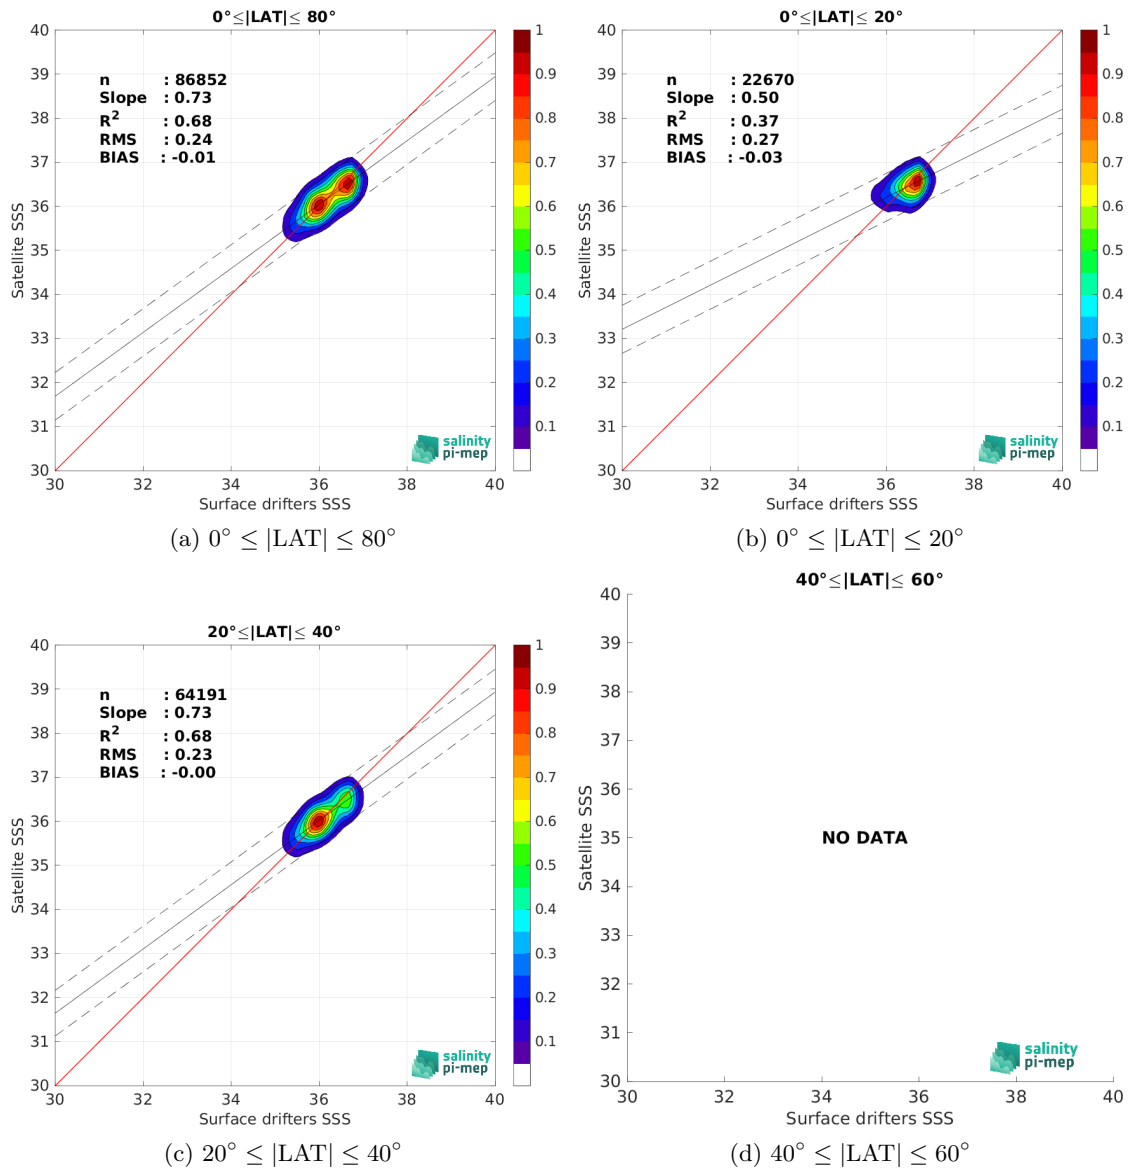 0°≤|LAT|≤ 80°
n : 86852
Slope : 0.73
R² : 0.68
RMS : 0.24
BIAS : -0.01
40
39
38
37
36
35
34
33
32
31
30
Satellite SSS
30 32 34 36 38 40
Surface drifters SSS
1
0.9
0.8
0.7
0.6
0.5
0.4
0.3
0.2
0.1
salinity
pi-mep
(a) 0° ≤ |LAT| ≤ 80°
0°≤|LAT|≤ 20°
n : 22670
Slope : 0.50
R² : 0.37
RMS : 0.27
BIAS : -0.03
40
39
38
37
36
35
34
33
32
31
30
Satellite SSS
30 32 34 36 38 40
Surface drifters SSS
1
0.9
0.8
0.7
0.6
0.5
0.4
0.3
0.2
0.1
salinity
pi-mep
(b) 0° ≤ |LAT| ≤ 20°
20°≤|LAT|≤ 40°
n : 64191
Slope : 0.73
R² : 0.68
RMS : 0.23
BIAS : -0.00
40
39
38
37
36
35
34
33
32
31
30
Satellite SSS
30 32 34 36 38 40
Surface drifters SSS
1
0.9
0.8
0.7
0.6
0.5
0.4
0.3
0.2
0.1
salinity
pi-mep
(c) 20° ≤ |LAT| ≤ 40°
40°≤|LAT|≤ 60°
40
39
38
37
36
35
34
33
32
31
30
Satellite SSS
NO DATA
30 32 34 36 38 40
Surface drifters SSS
salinity
pi-mep
(d) 40° ≤ |LAT| ≤ 60°